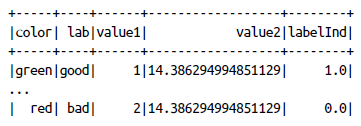 +-----+----+------+------------------+--------+
|color| lab|value1|            value2|labelInd|
+-----+----+------+------------------+--------+
|green|good|     1|14.386294994851129|     1.0|
...
|  red| bad|     2|14.386294994851129|     0.0|
+-----+----+------+------------------+--------+